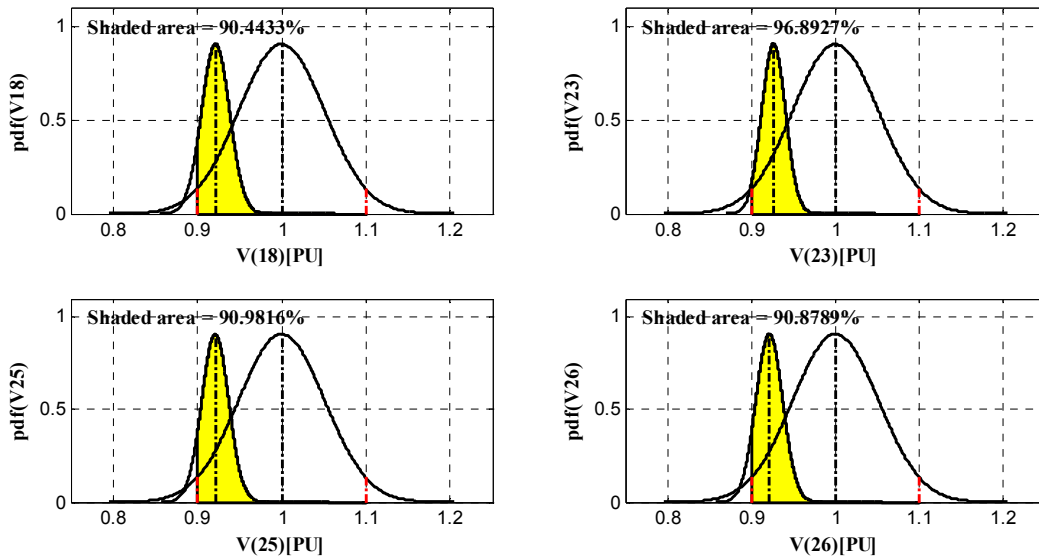 Shaded area = 90.4433%
pdf(V18)
1
0.5
0
0.8 0.9 1 1.1 1.2
V(18)[PU]
Shaded area = 96.8927%
pdf(V23)
1
0.5
0
0.8 0.9 1 1.1 1.2
V(23)[PU]
Shaded area = 90.9816%
pdf(V25)
1
0.5
0
0.8 0.9 1 1.1 1.2
V(25)[PU]
Shaded area = 90.8789%
pdf(V26)
1
0.5
0
0.8 0.9 1 1.1 1.2
V(26)[PU]